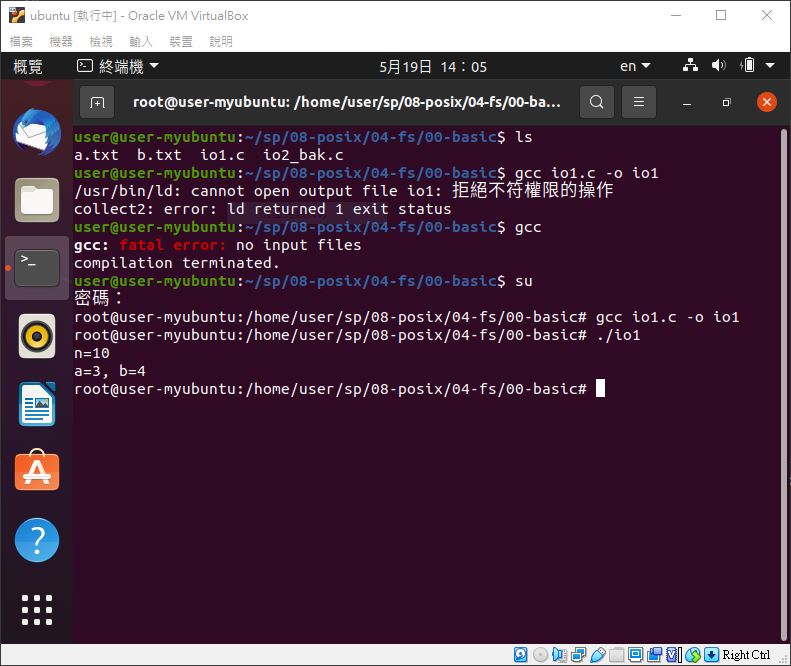 ubuntu [執行中] - Oracle VM VirtualBox
檔案 機器 檢視 輸入 裝置 說明
概覽 終端機 5月19日 14：05 en
root@user-myubuntu: /home/user/sp/08-posix/04-fs/00-ba...
user@user-myubuntu:~/sp/08-posix/04-fs/00-basic$ ls
a.txt  b.txt  io1.c  io2_bak.c
user@user-myubuntu:~/sp/08-posix/04-fs/00-basic$ gcc io1.c -o io1
/usr/bin/ld: cannot open output file io1: 拒絕不符權限的操作
collect2: error: ld returned 1 exit status
user@user-myubuntu:~/sp/08-posix/04-fs/00-basic$ gcc
gcc: fatal error: no input files
compilation terminated.
user@user-myubuntu:~/sp/08-posix/04-fs/00-basic$ su
密碼：
root@user-myubuntu:/home/user/sp/08-posix/04-fs/00-basic# gcc io1.c -o io1
root@user-myubuntu:/home/user/sp/08-posix/04-fs/00-basic# ./io1
n=10
a=3, b=4
root@user-myubuntu:/home/user/sp/08-posix/04-fs/00-basic#
Right Ctrl